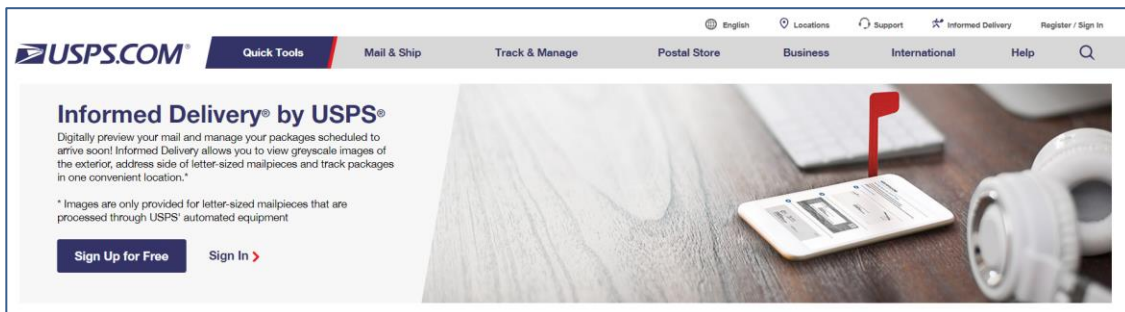 English Locations Support Informed Delivery Register / Sign In
USPS.COM® Quick Tools Mail & Ship Track & Manage Postal Store Business International Help
Informed Delivery® by USPS®
Digitally preview your mail and manage your packages scheduled to
arrive soon! Informed Delivery allows you to view greyscale images of
the exterior, address side of letter-sized mailpieces and track packages
in one convenient location.*
* Images are only provided for letter-sized mailpieces that are
processed through USPS' automated equipment
Sign Up for Free Sign In